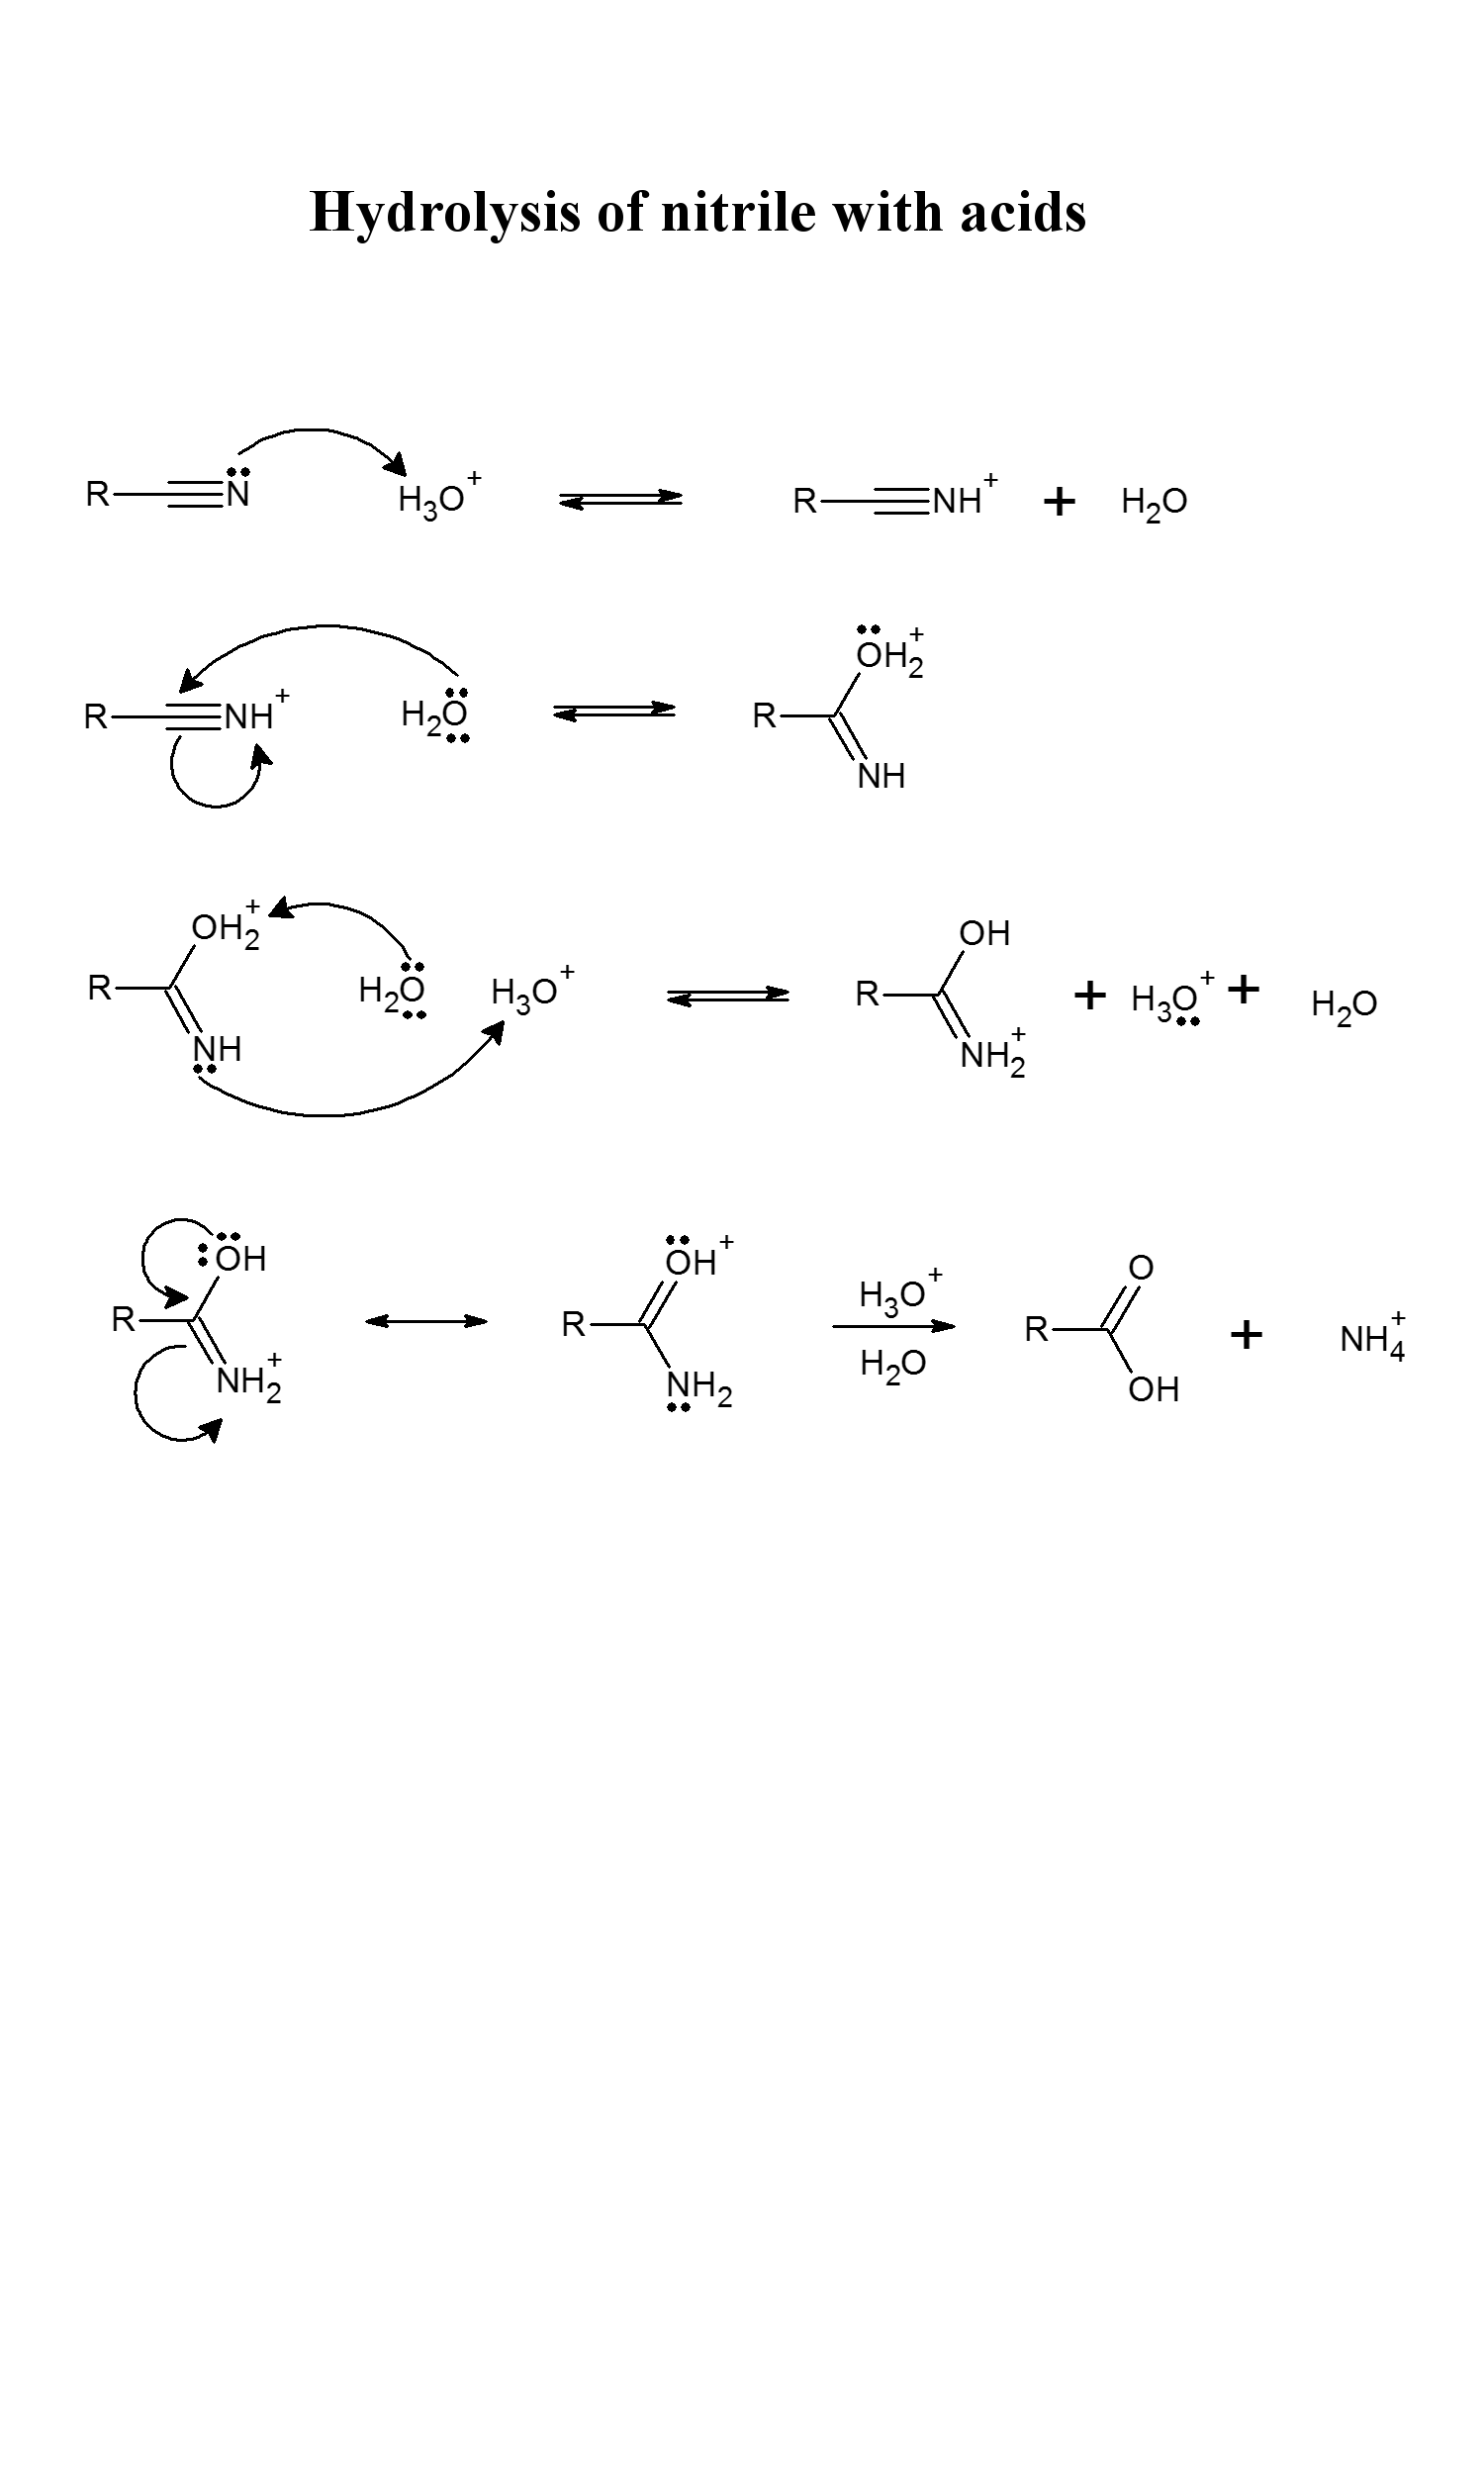 Hydrolysis of nitrile with acids
R N H3O+ R NH+ + H2O
R NH+ H2O R OH2+ NH
R OH2+ NH H2O H3O+ R OH NH2+ + H3O+ + H2O
R OH NH2+ R OH+ NH2 H3O+ H2O R O OH + NH4+